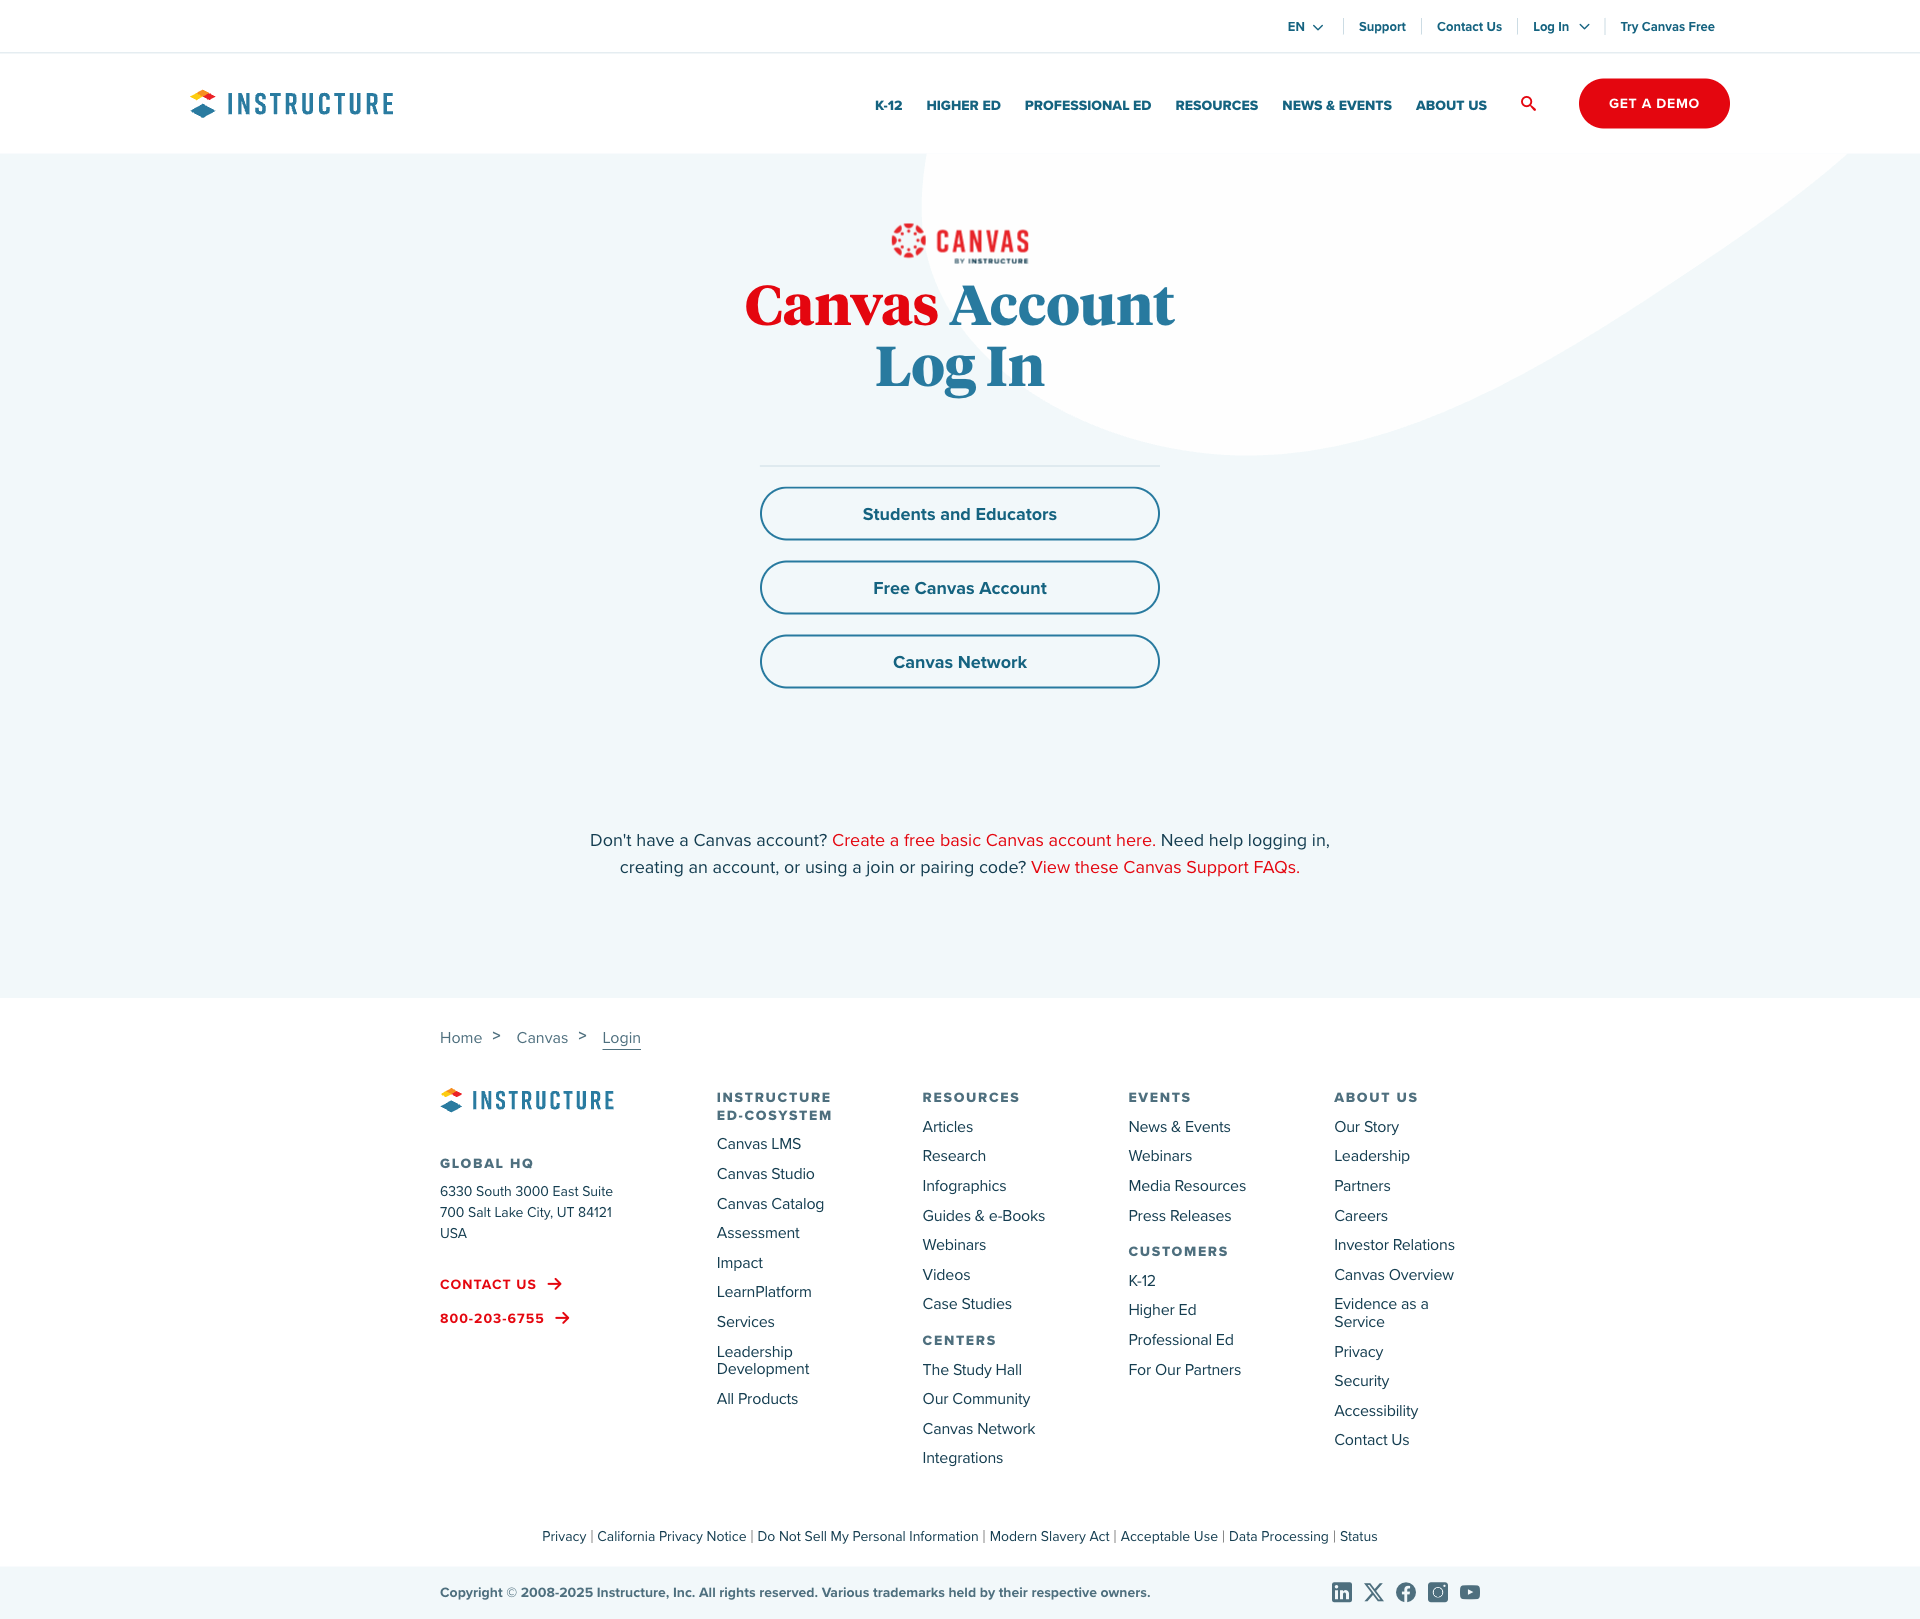 EN
Support
Contact Us
Log In
Try Canvas Free
INSTRUCTURE
K-12
HIGHER ED
PROFESSIONAL ED
RESOURCES
NEWS & EVENTS
ABOUT US
GET A DEMO
CANVAS
BY INSTRUCTURE
Canvas Account
Log In
Students and Educators
Free Canvas Account
Canvas Network
Don't have a Canvas account? Create a free basic Canvas account here. Need help logging in,
creating an account, or using a join or pairing code? View these Canvas Support FAQs.
Home > Canvas > Login
INSTRUCTURE
GLOBAL HQ
6330 South 3000 East Suite
700 Salt Lake City, UT 84121
USA
CONTACT US
800-203-6755
INSTRUCTURE
ED-COSYSTEM
Canvas LMS
Canvas Studio
Canvas Catalog
Assessment
Impact
LearnPlatform
Services
Leadership
Development
All Products
RESOURCES
Articles
Research
Infographics
Guides & e-Books
Webinars
Videos
Case Studies
CENTERS
The Study Hall
Our Community
Canvas Network
Integrations
EVENTS
News & Events
Webinars
Media Resources
Press Releases
CUSTOMERS
K-12
Higher Ed
Professional Ed
For Our Partners
ABOUT US
Our Story
Leadership
Partners
Careers
Investor Relations
Canvas Overview
Evidence as a
Service
Privacy
Security
Accessibility
Contact Us
Privacy | California Privacy Notice | Do Not Sell My Personal Information | Modern Slavery Act | Acceptable Use | Data Processing | Status
Copyright © 2008-2025 Instructure, Inc. All rights reserved. Various trademarks held by their respective owners.